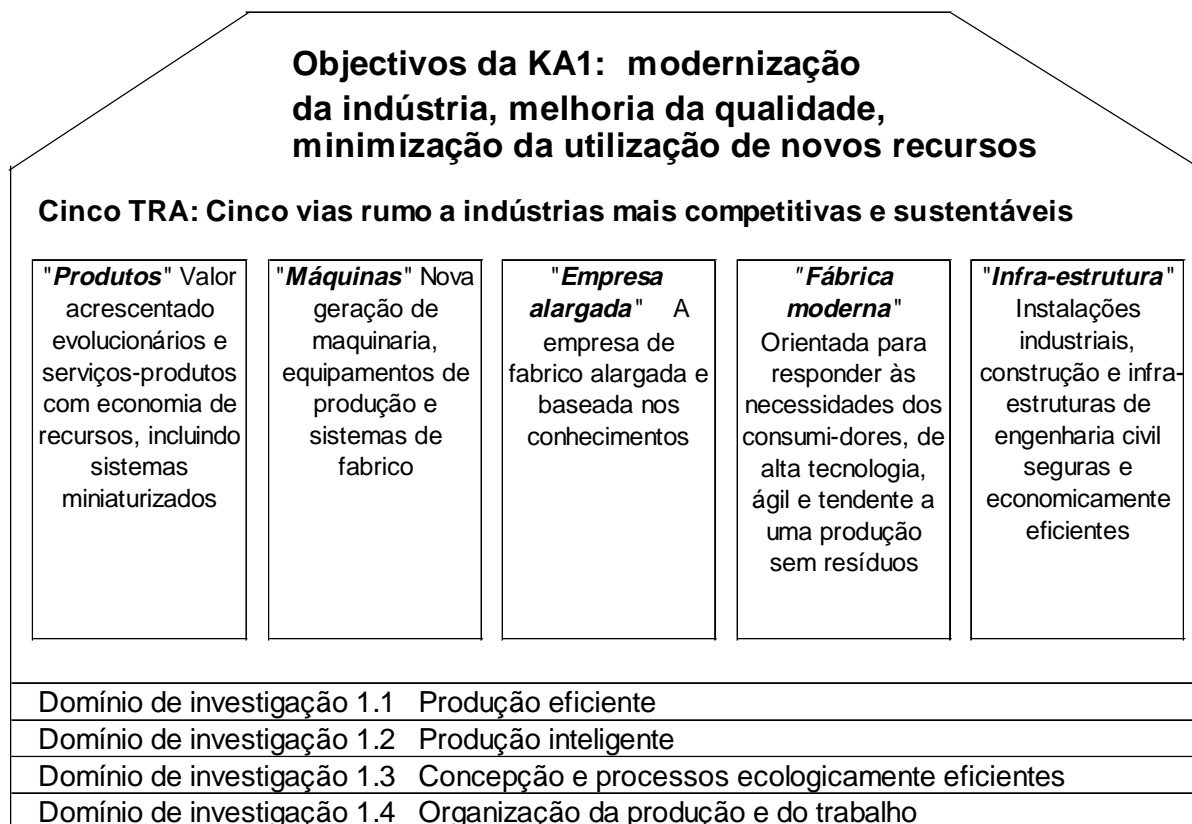 Objectivos da KA1: modernização
da indústria, melhoria da qualidade,
minimização da utilização de novos recursos
Cinco TRA: Cinco vias rumo a indústrias mais competitivas e sustentáveis
"Produtos" Valor
acrescentado
evolucionários e
serviços-produtos
com economia de
recursos, incluindo
sistemas
miniaturizados
"Máquinas" Nova
geração de
maquinaria,
equipamentos de
produção e
sistemas de
fabrico
"Empresa
alargada" A
empresa de
fabrico alargada e
baseada nos
conhecimentos
"Fábrica
moderna"
Orientada para
responder às
necessidades dos
consumi-dores, de
alta tecnologia,
ágil e tendente a
uma produção
sem resíduos
"Infra-estrutura"
Instalações
industriais,
construção e infra-
estruturas de
engenharia civil
seguras e
economicamente
eficientes
Domínio de investigação 1.1 Produção eficiente
Domínio de investigação 1.2 Produção inteligente
Domínio de investigação 1.3 Concepção e processos ecologicamente eficientes
Domínio de investigação 1.4 Organização da produção e do trabalho